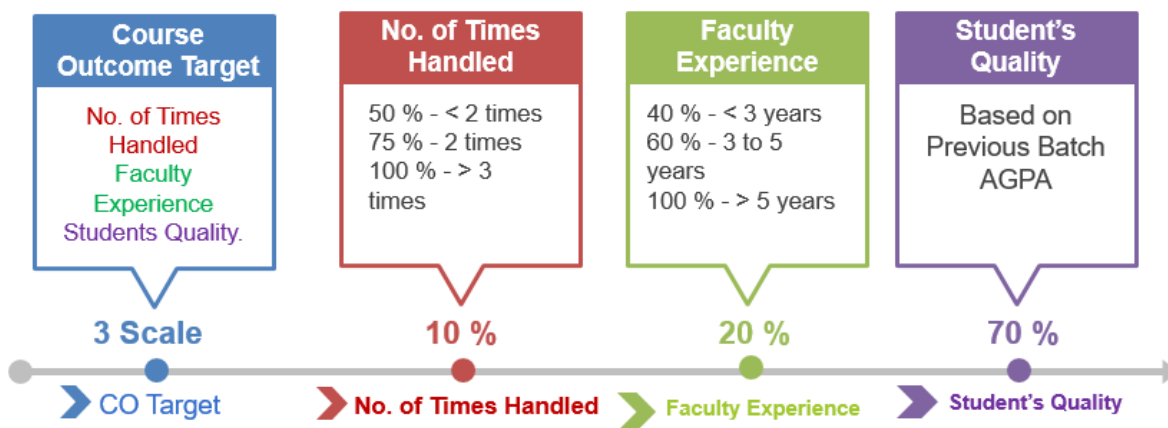 Course
Outcome Target
No. of Times
Handled
Faculty
Experience
Students Quality.
No. of Times
Handled
50 % - < 2 times
75 % - 2 times
100 % - > 3
times
Faculty
Experience
40 % - < 3 years
60 % - 3 to 5
years
100 % - > 5 years
Student's
Quality
Based on
Previous Batch
AGPA
3 Scale
10 %
20 %
70 %
CO Target
No. of Times Handled
Faculty Experience
Student's Quality